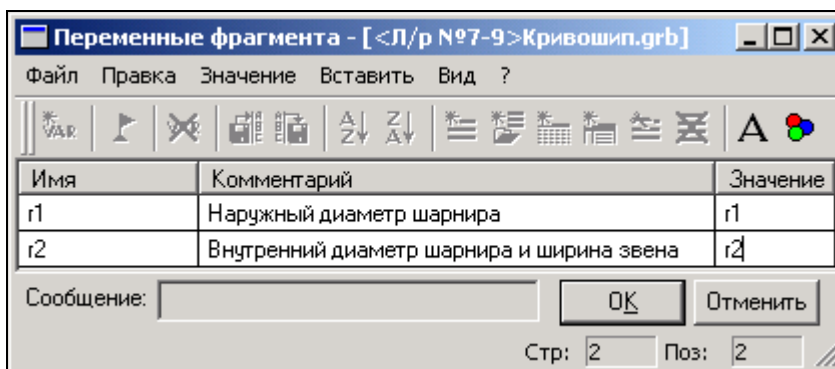 Переменные фрагмента - [<Л/р №7-9>Кривошип.grb]
Файл Правка Значение Вставить Вид ?
VAR A Z Z A A
Имя Комментарий Значение
r1 Наружный диаметр шарнира r1
r2 Внутренний диаметр шарнира и ширина звена r2
Сообщение: OK Отменить
Стр: 2 Поз: 2